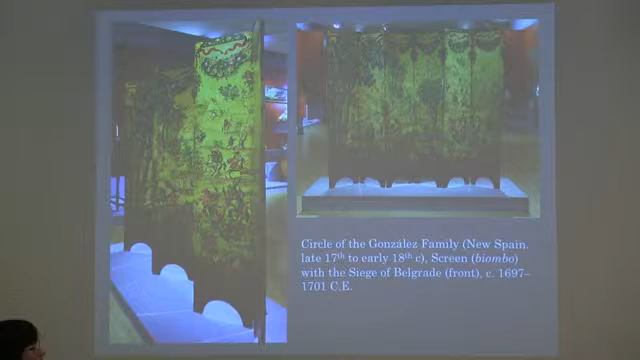 Circle of the González Family (New Spain.
late 17th to early 18th c), Screen (biombo)
with the Siege of Belgrade (front), c. 1697–
1701 C.E.